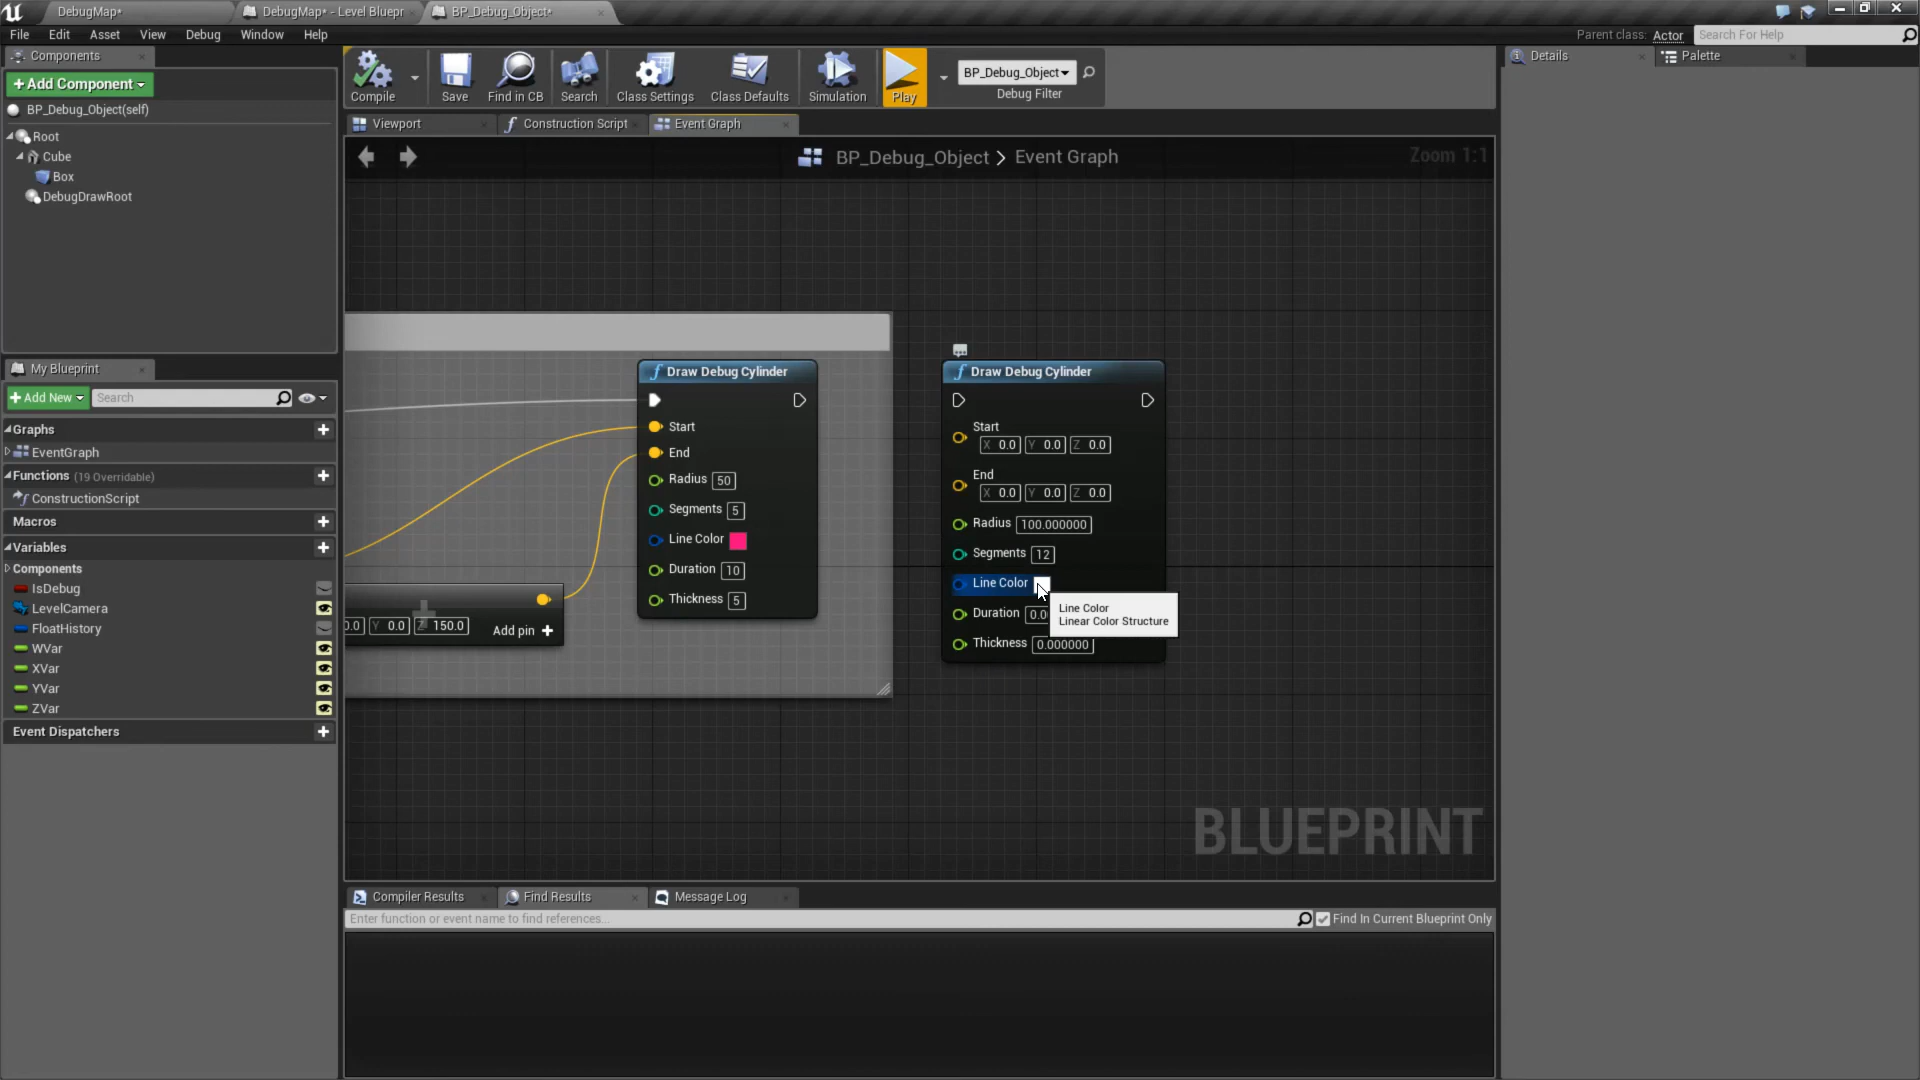 DebugMap*
DebugMap* - Level Bluepr
BP_Debug_Object*
File Edit Asset View Debug Window Help
Parent class: Actor
Search For Help
Components
+Add Component
BP_Debug_Object(self)
Root
Cube
Box
DebugDrawRoot
Compile
Save
Find in CB
Search
Class Settings
Class Defaults
Simulation
Play
BP_Debug_Object
Debug Filter
Details
Palette
Viewport
Construction Script
Event Graph
BP_Debug_Object > Event Graph
Zoom 1:1
My Blueprint
+Add New
Search
Graphs
EventGraph
Functions (19 Overridable)
ConstructionScript
Macros
Variables
Components
IsDebug
LevelCamera
FloatHistory
WVar
XVar
YVar
ZVar
Event Dispatchers
0.0 Y 0.0 Z 150.0
Add pin +
f Draw Debug Cylinder
Start
End
Radius 50
Segments 5
Line Color
Duration 10
Thickness 5
f Draw Debug Cylinder
Start
X 0.0 Y 0.0 Z 0.0
End
X 0.0 Y 0.0 Z 0.0
Radius 100.000000
Segments 12
Line Color
Duration 0.0
Thickness 0.000000
Line Color
Linear Color Structure
BLUEPRINT
Compiler Results
Find Results
Message Log
Enter function or event name to find references...
Find In Current Blueprint Only